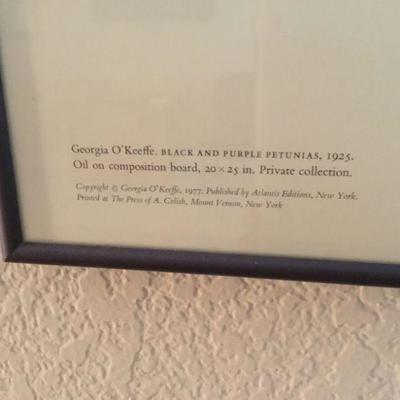 Georgia O'Keeffe. BLACK AND PURPLE PETUNIAS, 1925.
Oil on composition board, 20 × 25 in. Private collection.
Copyright © Georgia O'Keeffe, 1977. Published by Atlantis Editions, New York.
Printed at The Press of A. Colish, Mount Vernon, New York